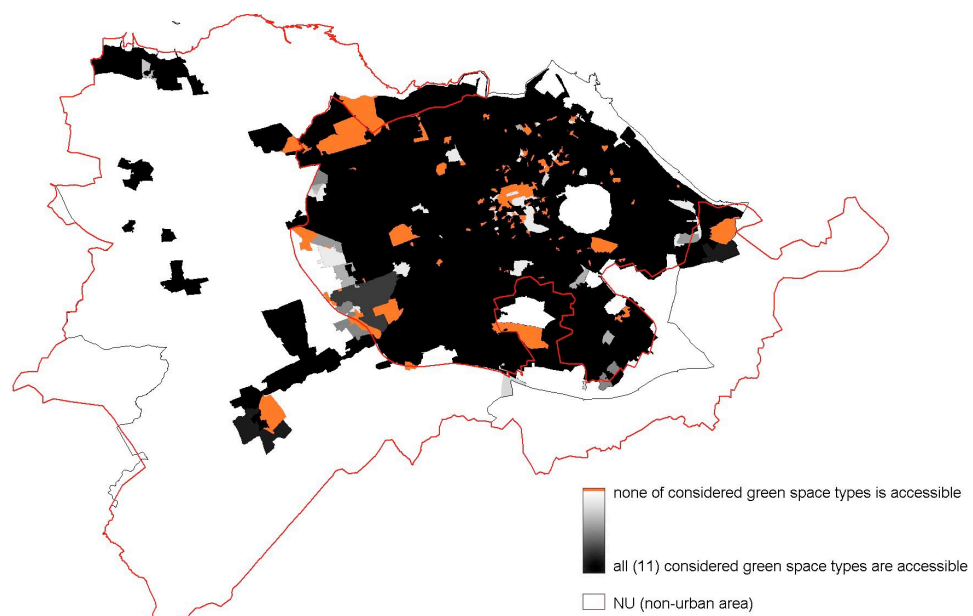 none of considered green space types is accessible
all (11) considered green space types are accessible
NU (non-urban area)